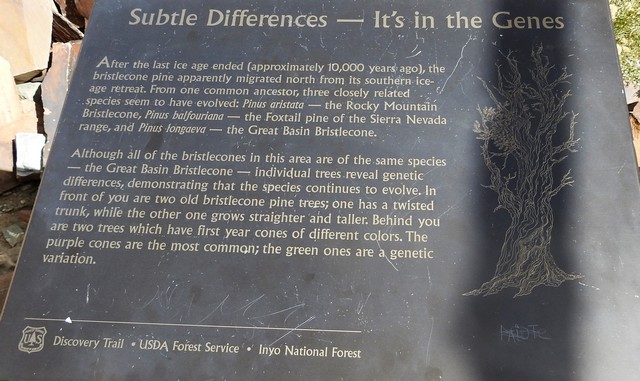 Subtle Differences — It's in the Genes
After the last ice age ended (approximately 10,000 years ago), the
bristlecone pine apparently migrated north from its southern ice-
age retreat. From one common ancestor, three closely related
species seem to have evolved: Pinus aristata — the Rocky Mountain
Bristlecone, Pinus balfouriana — the Foxtail pine of the Sierra Nevada
range, and Pinus longaeva — the Great Basin Bristlecone.
Although all of the bristlecones in this area are of the same species
— the Great Basin Bristlecone — individual trees reveal genetic
differences, demonstrating that the species continues to evolve. In
front of you are two old bristlecone pine trees; one has a twisted
trunk, while the other one grows straighter and taller. Behind you
are two trees which have first year cones of different colors. The
purple cones are the most common; the green ones are a genetic
variation.
UAS
Discovery Trail • USDA Forest Service • Inyo National Forest